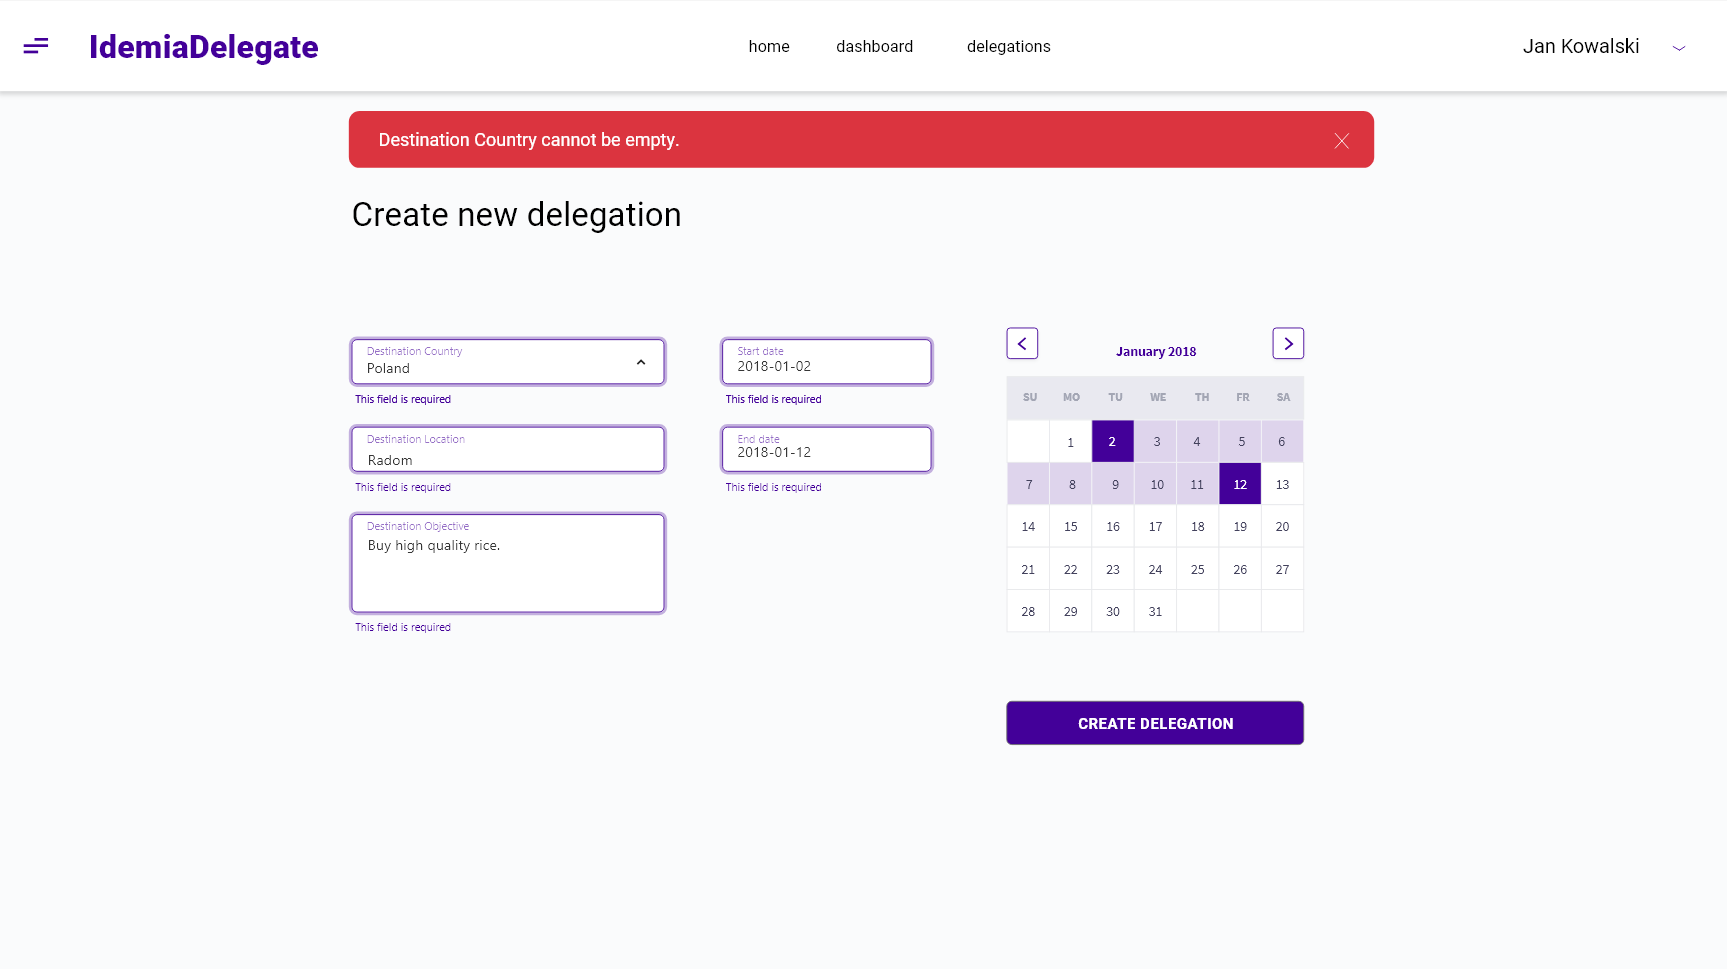 IdemiaDelegate
home dashboard delegations
Jan Kowalski
Destination Country cannot be empty.
Create new delegation
Destination Country
Poland
This field is required
Destination Location
Radom
This field is required
Destination Objective
Buy high quality rice.
This field is required
Start date
2018-01-02
This field is required
End date
2018-01-12
This field is required
January 2018
SU MO TU WE TH FR SA
1 2 3 4 5 6
7 8 9 10 11 12 13
14 15 16 17 18 19 20
21 22 23 24 25 26 27
28 29 30 31
CREATE DELEGATION